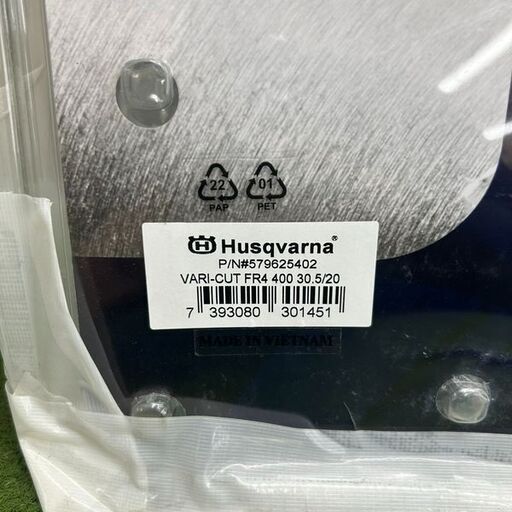 22
PAP
01
PET
Husqvarna®
P/N#579625402
VARI-CUT FR4 400 30.5/20
7 393080 301451
MADE IN VIETNAM